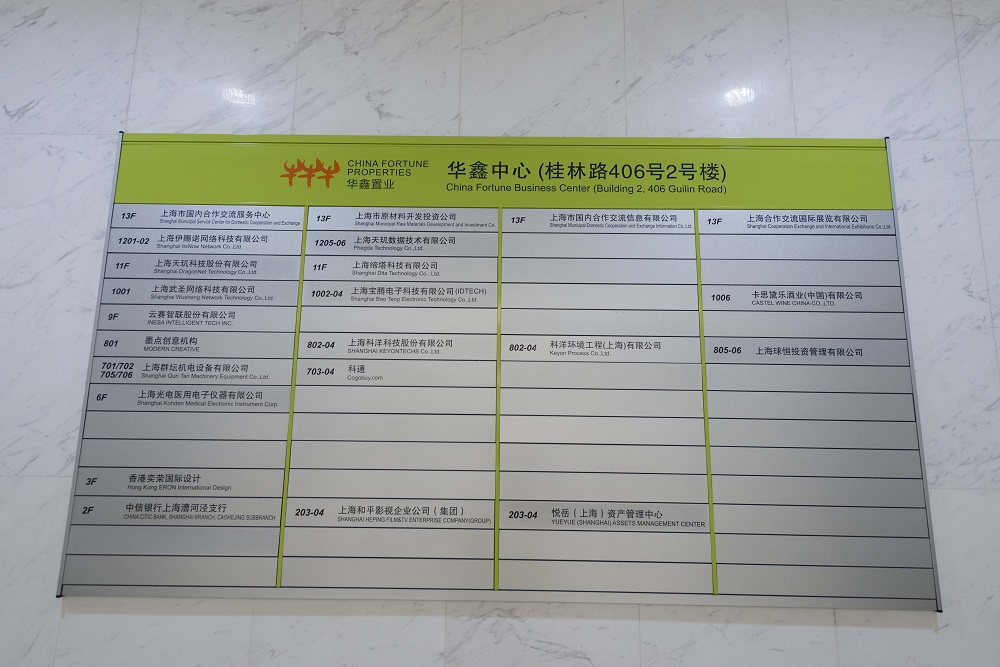 CHINA FORTUNE
PROPERTIES
华鑫置业
华鑫中心 (桂林路406号2号楼)
China Fortune Business Center (Building 2, 406 Guilin Road)
13F 上海市国内合作交流服务中心
Shanghai Municipal Service Center for Domestic Cooperation and Exchange
13F 上海市原材料开发投资公司
Shanghai Municipal Raw Materials Development and Investment Co.
13F 上海市国内合作交流信息有限公司
Shanghai Domestic Cooperation and Exchange Information Co.,Ltd.
13F 上海合作交流国际展览有限公司
Shanghai Cooperation Exchange and International Exhibitions Co.,Ltd.
1201-02 上海伊赐诺网络科技有限公司
Shanghai ItsNow Network Co.,Ltd.
1205-06 上海天玑数据技术有限公司
Phegda Technology Co.,Ltd.
11F 上海天玑科技股份有限公司
Shanghai DragonNet Technology Co.,Ltd.
11F 上海缔塔科技有限公司
Shanghai Dita Technology Co., Ltd.
1001 上海武圣网络科技有限公司
Shanghai Wusheng Network Technology Co.,Ltd.
1002-04 上海宝腾电子科技有限公司(IDTECH)
Shanghai Bao Teng Electronic Technology Co.,Ltd.
1006 卡思黛乐酒业(中国)有限公司
CASTEL WINE CHINA CO.,LTD.
9F 云赛智联股份有限公司
INESA INTELLIGENT TECH INC.
801 墨点创意机构
MODERN CREATIVE
802-04 上海科洋科技股份有限公司
SHANGHAI KEYONTECHS Co.,Ltd.
802-04 科洋环境工程(上海)有限公司
Keyon Process Co.,Ltd.
805-06 上海球恒投资管理有限公司
701/702
705/706 上海群坛机电设备有限公司
Shanghai Qun Tan Machinery Equipment Co.,Ltd.
703-04 科通
Cogobuy.com
6F 上海光电医用电子仪器有限公司
Shanghai Kohden Medical Electronic Instrument Corp.
3F 香港奕荣国际设计
Hong Kong ERON International Design
2F 中信银行上海漕河泾支行
CHINA CITIC BANK, SHANGHAI BRANCH, CAOHEJING SUBBRANCH
203-04 上海和平影视企业公司（集团）
SHANGHAI HEPING FILM&TV ENTERPRISE COMPANY(GROUP)
203-04 悦岳（上海）资产管理中心
YUEYUE (SHANGHAI) ASSETS MANAGEMENT CENTER